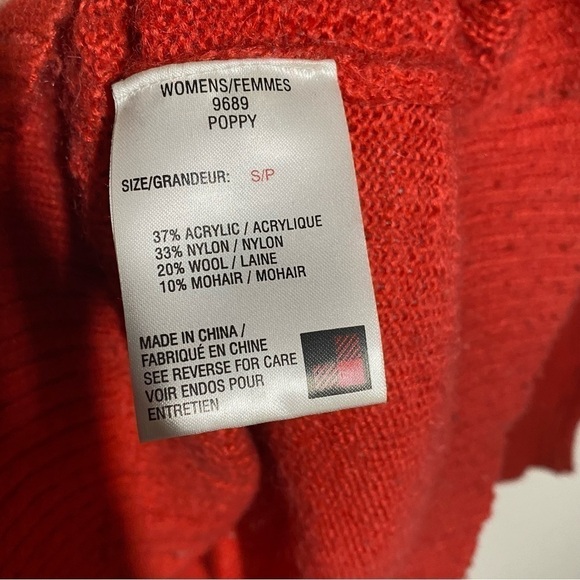 WOMENS/FEMMES
9689
POPPY
SIZE/GRANDEUR: S/P
37% ACRYLIC / ACRYLIQUE
33% NYLON / NYLON
20% WOOL / LAINE
10% MOHAIR / MOHAIR
MADE IN CHINA /
FABRIQUÉ EN CHINE
SEE REVERSE FOR CARE
VOIR ENDOS POUR
ENTRETIEN